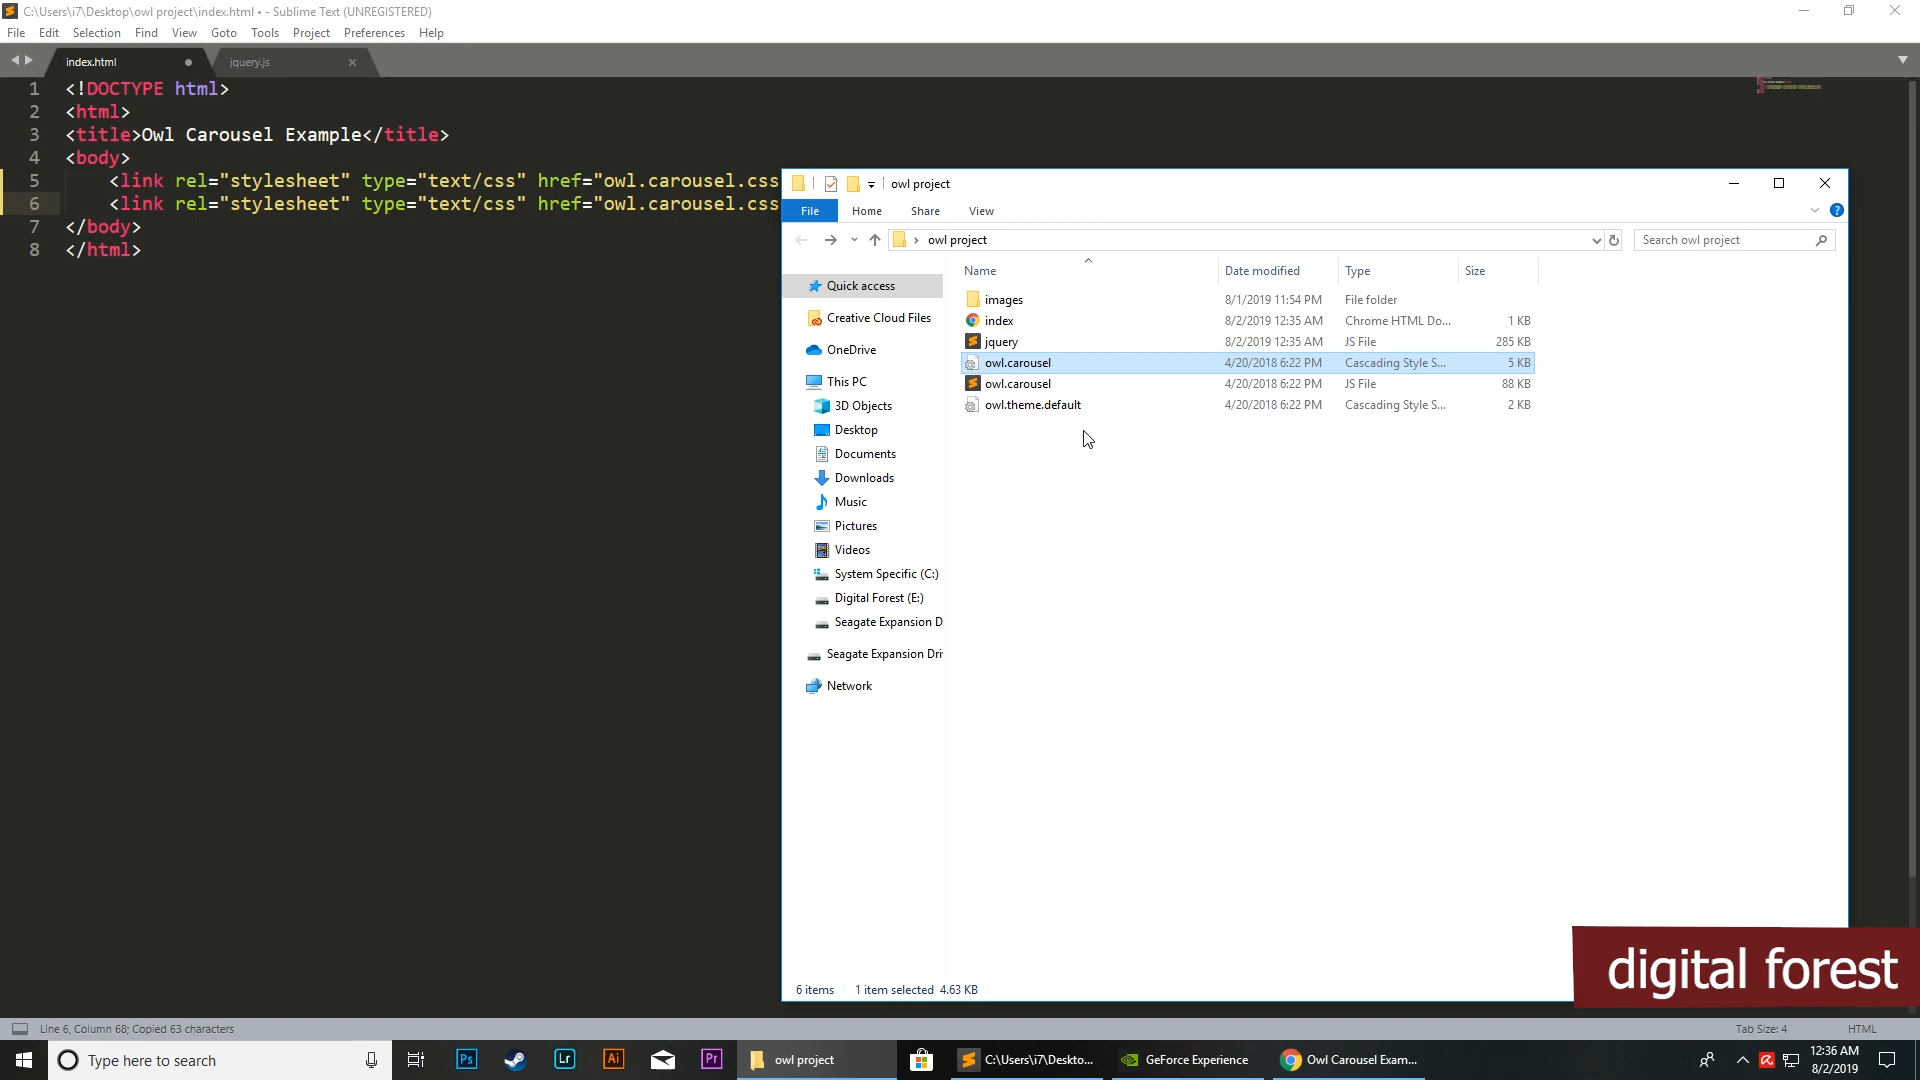 C:\Users\i7\Desktop\owl project\index.html • - Sublime Text (UNREGISTERED)
File Edit Selection Find View Goto Tools Project Preferences Help
index.html jquery.js
1 <!DOCTYPE html>
2 <html>
3 <title>Owl Carousel Example</title>
4 <body>
5 <link rel="stylesheet" type="text/css" href="owl.carousel.css
6 <link rel="stylesheet" type="text/css" href="owl.carousel.css
7 </body>
8 </html>
owl project
File Home Share View
owl project
Search owl project
Name Date modified Type Size
Quick access
Creative Cloud Files
OneDrive
This PC
3D Objects
Desktop
Documents
Downloads
Music
Pictures
Videos
System Specific (C:)
Digital Forest (E:)
Seagate Expansion D
Seagate Expansion Dri
Network
images 8/1/2019 11:54 PM File folder
index 8/2/2019 12:35 AM Chrome HTML Do... 1 KB
jquery 8/2/2019 12:35 AM JS File 285 KB
owl.carousel 4/20/2018 6:22 PM Cascading Style S... 5 KB
owl.carousel 4/20/2018 6:22 PM JS File 88 KB
owl.theme.default 4/20/2018 6:22 PM Cascading Style S... 2 KB
6 items 1 item selected 4.63 KB
digital forest
Line 6, Column 68; Copied 63 characters
Tab Size: 4 HTML
Type here to search
Ps
Lr
Ai
Pr
owl project
C:\Users\i7\Deskto...
GeForce Experience
Owl Carousel Exam...
12:36 AM
8/2/2019